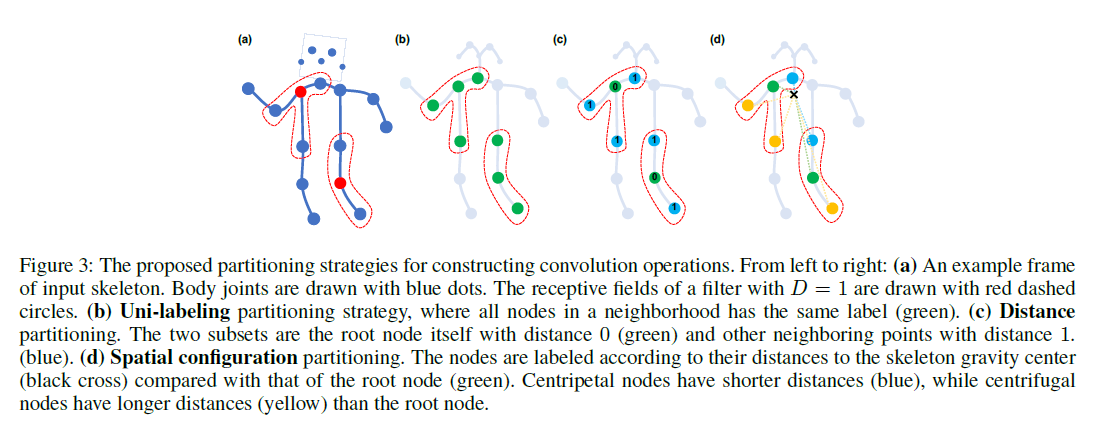 (a) (b) (c) (d)
1
0
1
1
1
0
1
Figure 3: The proposed partitioning strategies for constructing convolution operations. From left to right: (a) An example frame
of input skeleton. Body joints are drawn with blue dots. The receptive fields of a filter with D = 1 are drawn with red dashed
circles. (b) Uni-labeling partitioning strategy, where all nodes in a neighborhood has the same label (green). (c) Distance
partitioning. The two subsets are the root node itself with distance 0 (green) and other neighboring points with distance 1.
(blue). (d) Spatial configuration partitioning. The nodes are labeled according to their distances to the skeleton gravity center
(black cross) compared with that of the root node (green). Centripetal nodes have shorter distances (blue), while centrifugal
nodes have longer distances (yellow) than the root node.